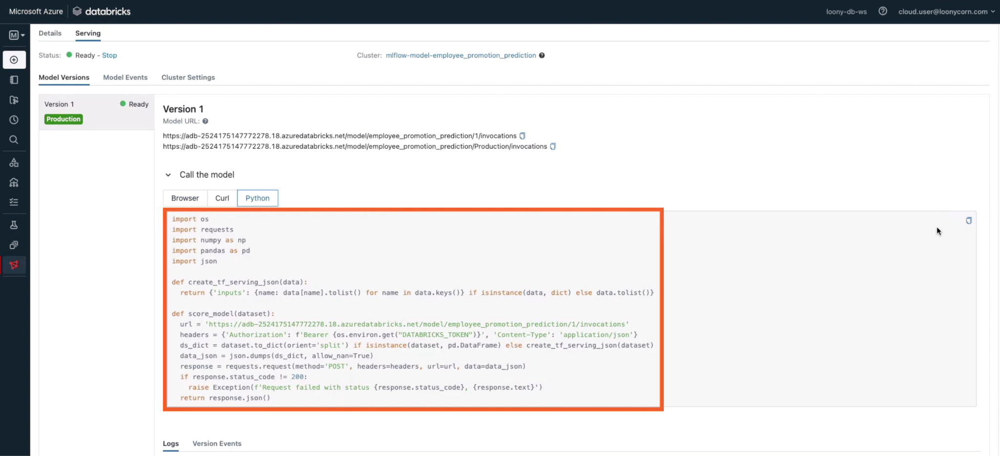 Microsoft Azure databricks loony-db-ws cloud.user@loonycorn.com
M
Details Serving
Status: Ready - Stop Cluster: mlflow-model-employee_promotion_prediction
Model Versions Model Events Cluster Settings
Version 1 Ready
Production
Version 1
Model URL:
https://adb-2524175147772278.18.azuredatabricks.net/model/employee_promotion_prediction/1/invocations
https://adb-2524175147772278.18.azuredatabricks.net/model/employee_promotion_prediction/Production/invocations
Call the model
Browser Curl Python
import os
import requests
import numpy as np
import pandas as pd
import json
def create_tf_serving_json(data):
return {'inputs': {name: data[name].tolist() for name in data.keys()} if isinstance(data, dict) else data.tolist()}
def score_model(dataset):
url = 'https://adb-2524175147772278.18.azuredatabricks.net/model/employee_promotion_prediction/1/invocations'
headers = {'Authorization': f'Bearer {os.environ.get("DATABRICKS_TOKEN")}', 'Content-Type': 'application/json'}
ds_dict = dataset.to_dict(orient='split') if isinstance(dataset, pd.DataFrame) else create_tf_serving_json(dataset)
data_json = json.dumps(ds_dict, allow_nan=True)
response = requests.request(method='POST', headers=headers, url=url, data=data_json)
if response.status_code != 200:
raise Exception(f'Request failed with status {response.status_code}, {response.text}')
return response.json()
Logs Version Events